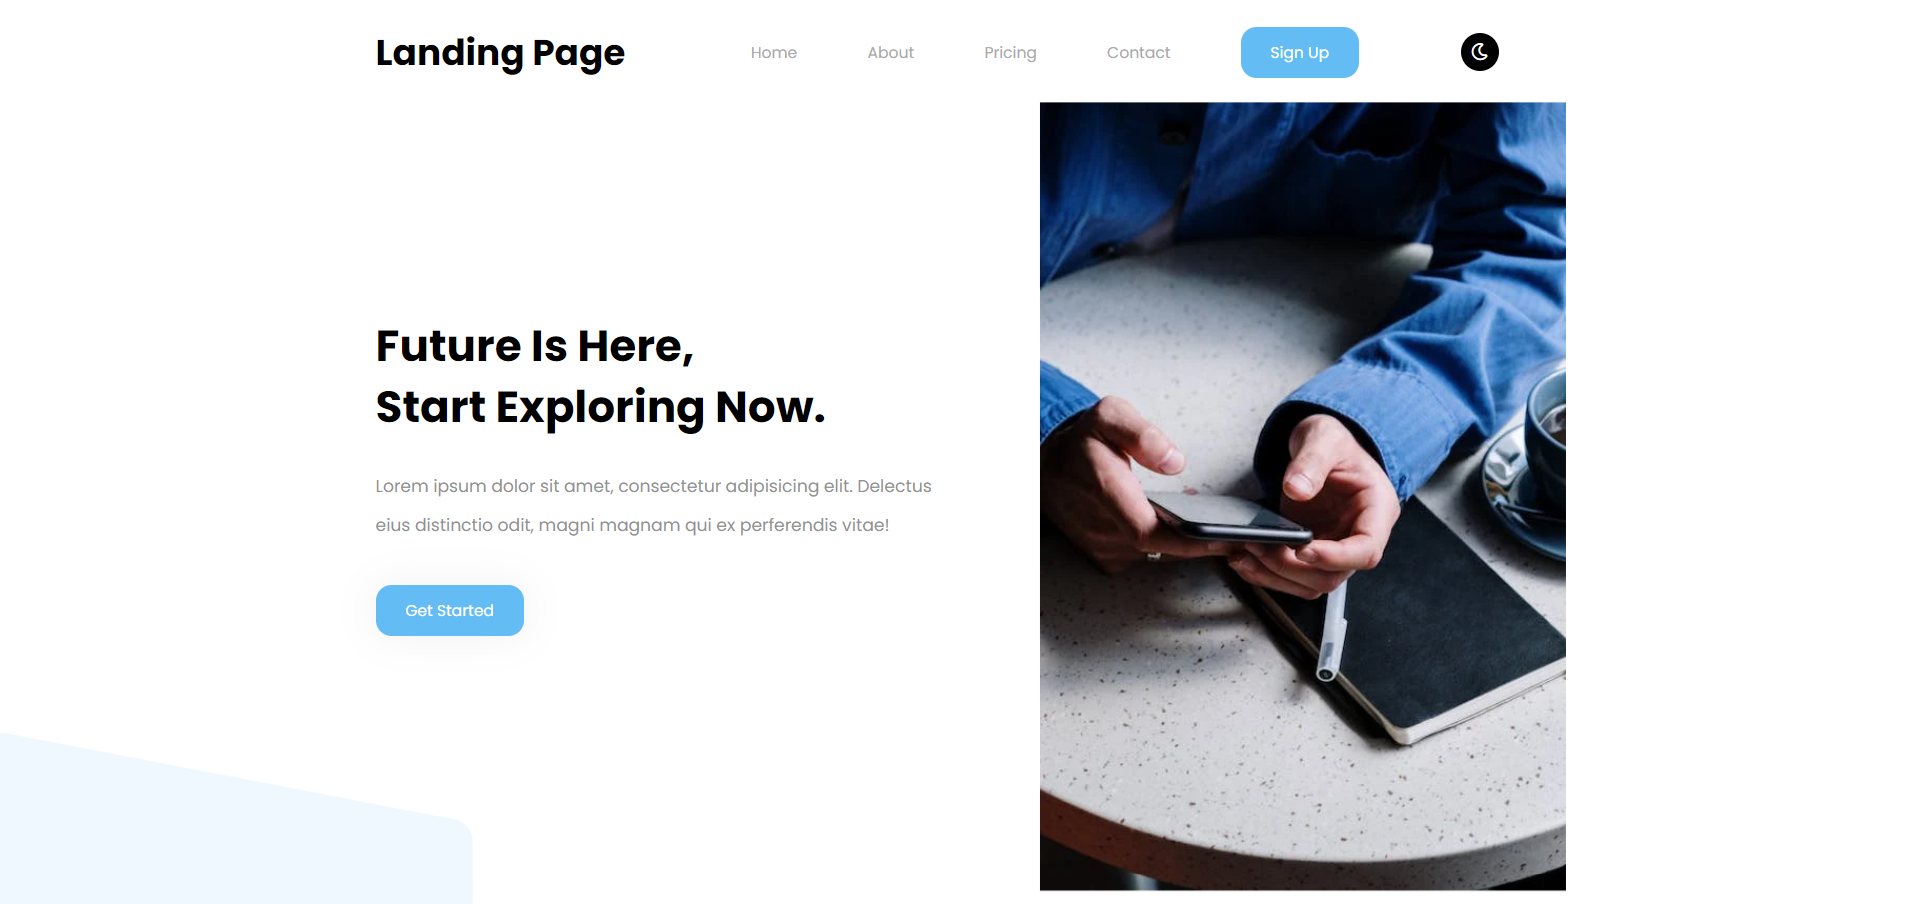 Landing Page
Home
About
Pricing
Contact
Sign Up
Future Is Here,
Start Exploring Now.
Lorem ipsum dolor sit amet, consectetur adipisicing elit. Delectus
eius distinctio odit, magni magnam qui ex perferendis vitae!
Get Started